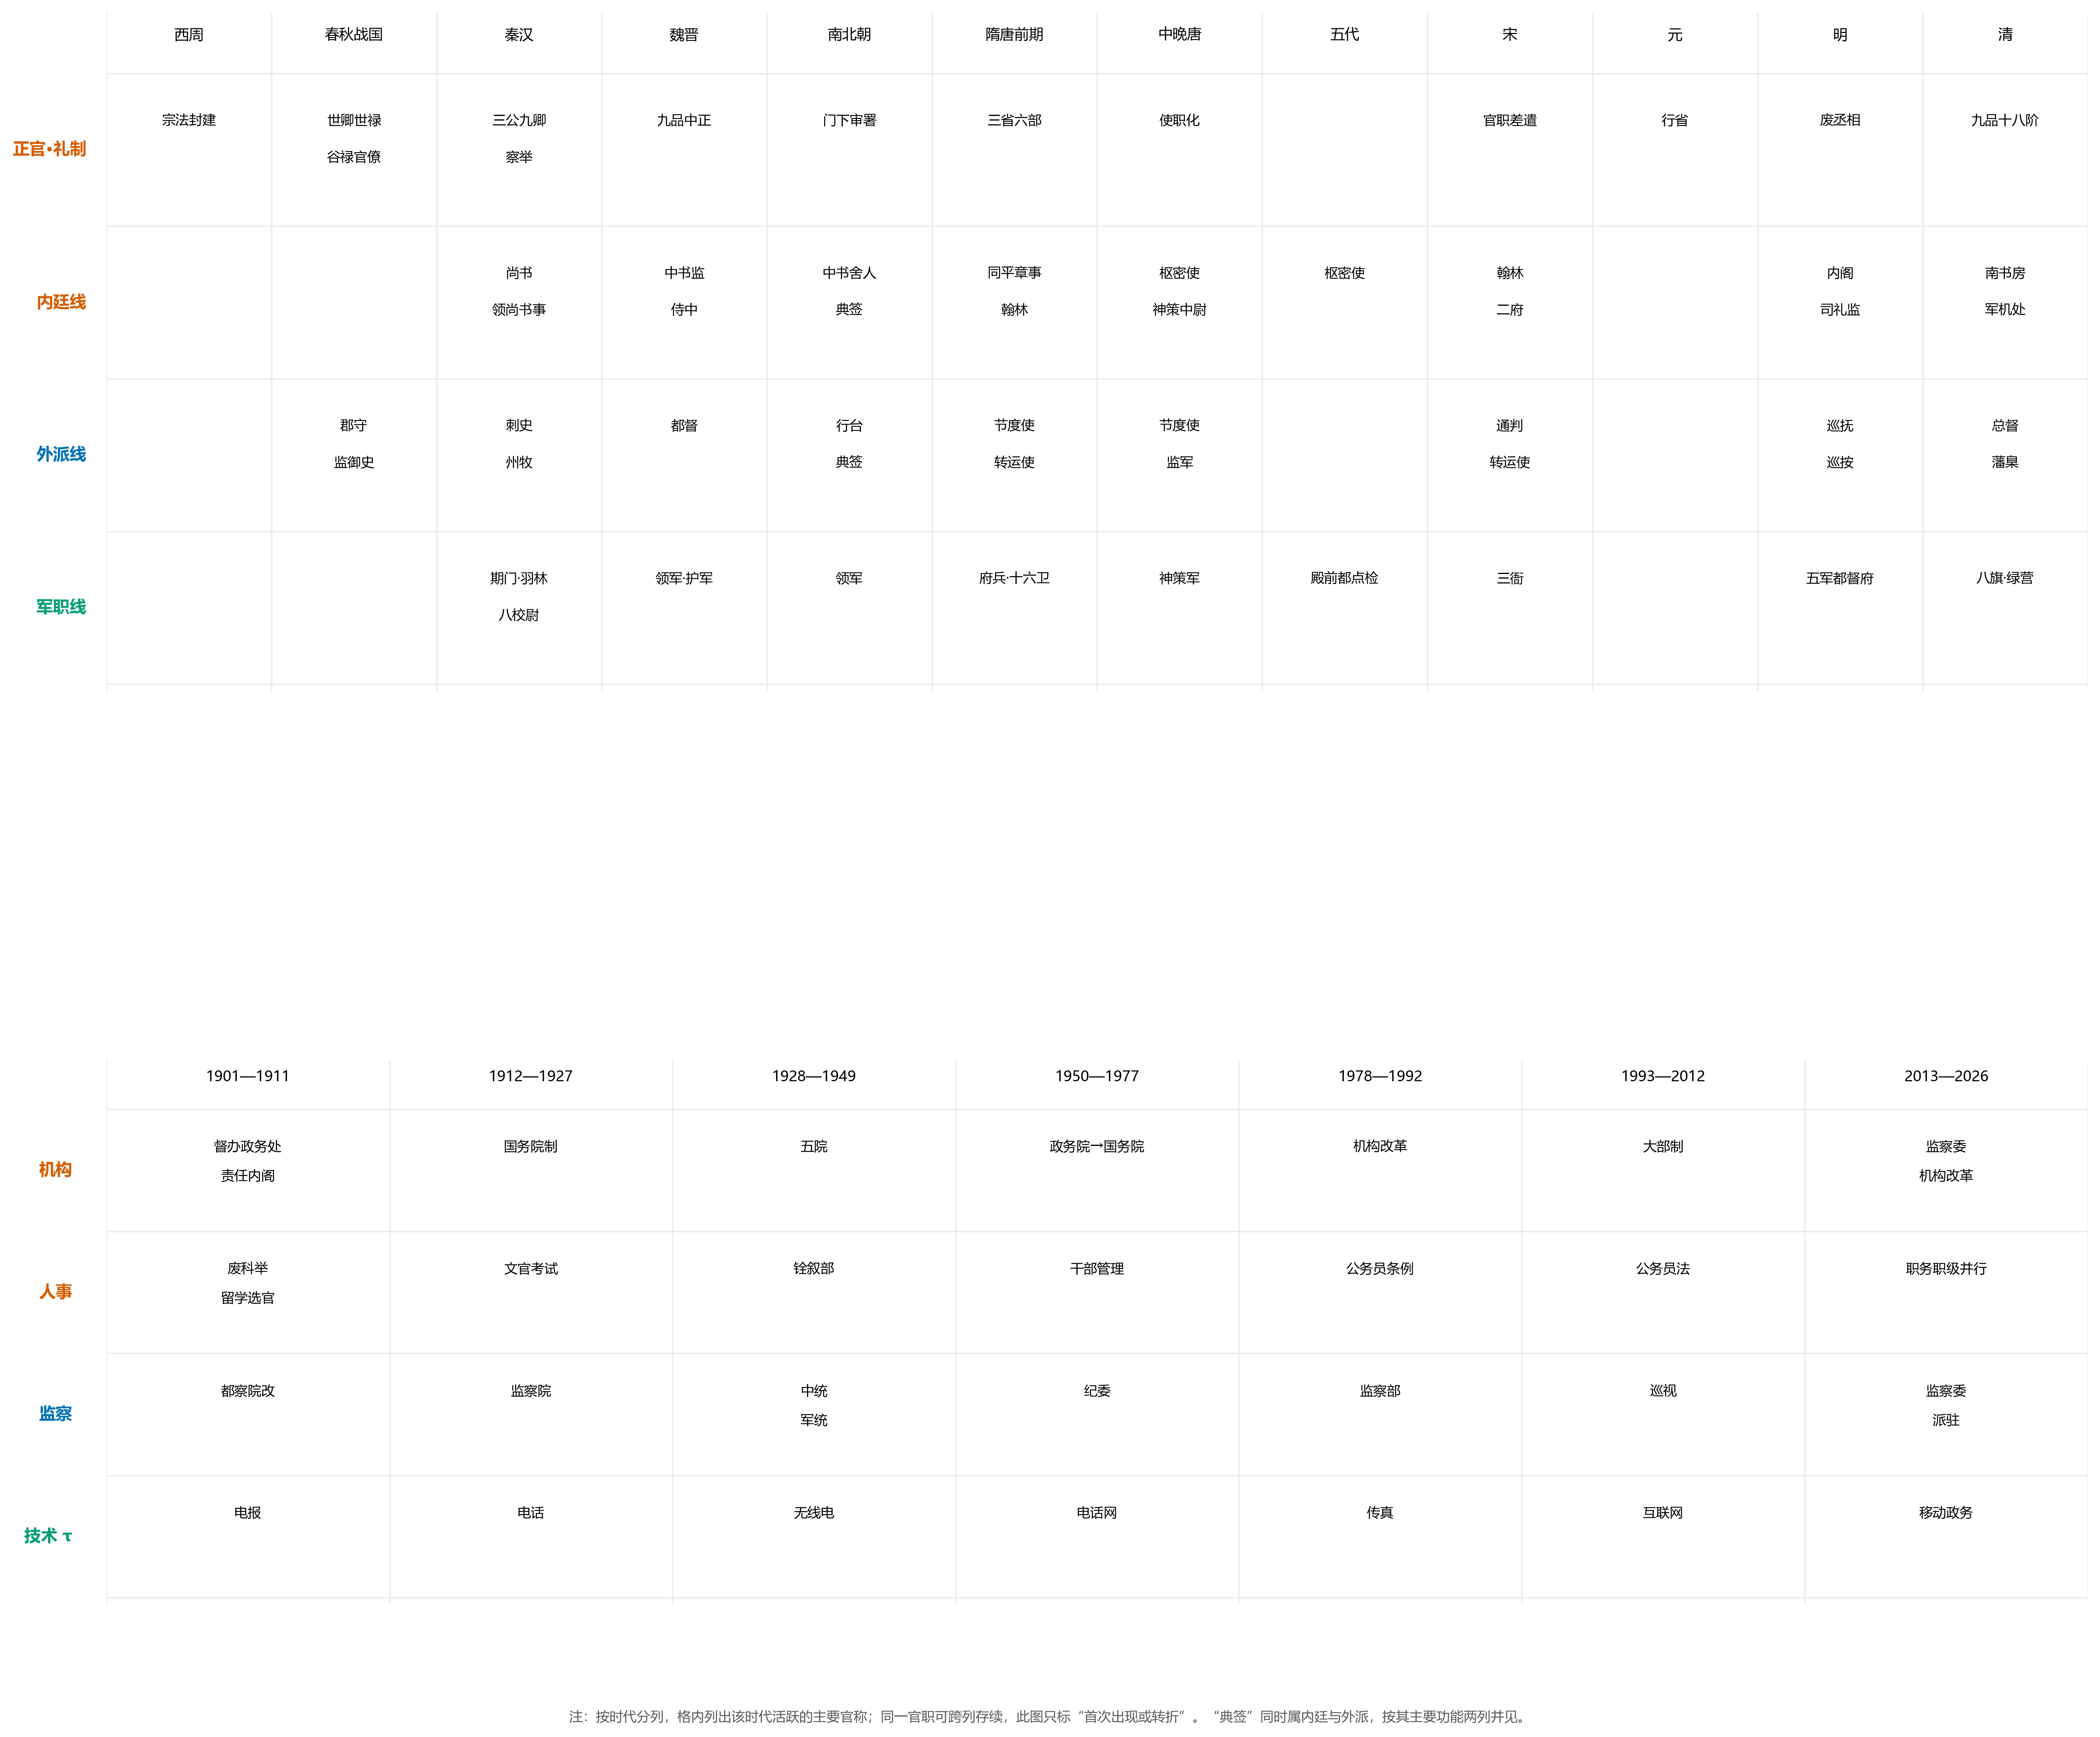 西周 春秋战国 秦汉 魏晋 南北朝 隋唐前期 中晚唐 五代 宋 元 明 清
正官·礼制
宗法封建 世卿世禄 三公九卿 九品中正 门下审署 三省六部 使职化 官职差遣 行省 废丞相 九品十八阶
谷禄官僚 察举
内廷线
尚书 中书监 中书舍人 同平章事 枢密使 枢密使 翰林 内阁 南书房
领尚书事 侍中 典签 翰林 神策中尉 二府 司礼监 军机处
外派线
郡守 刺史 都督 行台 节度使 节度使 通判 巡抚 总督
监御史 州牧 典签 转运使 监军 转运使 巡按 藩臬
军职线
期门·羽林 领军·护军 领军 府兵·十六卫 神策军 殿前都点检 三衙 五军都督府 八旗·绿营
八校尉
1901—1911 1912—1927 1928—1949 1950—1977 1978—1992 1993—2012 2013—2026
机构
督办政务处 国务院制 五院 政务院→国务院 机构改革 大部制 监察委
责任内阁 机构改革
人事
废科举 文官考试 铨叙部 干部管理 公务员条例 公务员法 职务职级并行
留学选官
监察
都察院改 监察院 中统 纪委 监察部 巡视 监察委
军统 派驻
技术 τ
电报 电话 无线电 电话网 传真 互联网 移动政务
注：按时代分列，格内列出该时代活跃的主要官称；同一官职可跨列存续，此图只标“首次出现或转折”。“典签”同时属内廷与外派，按其主要功能两列并见。